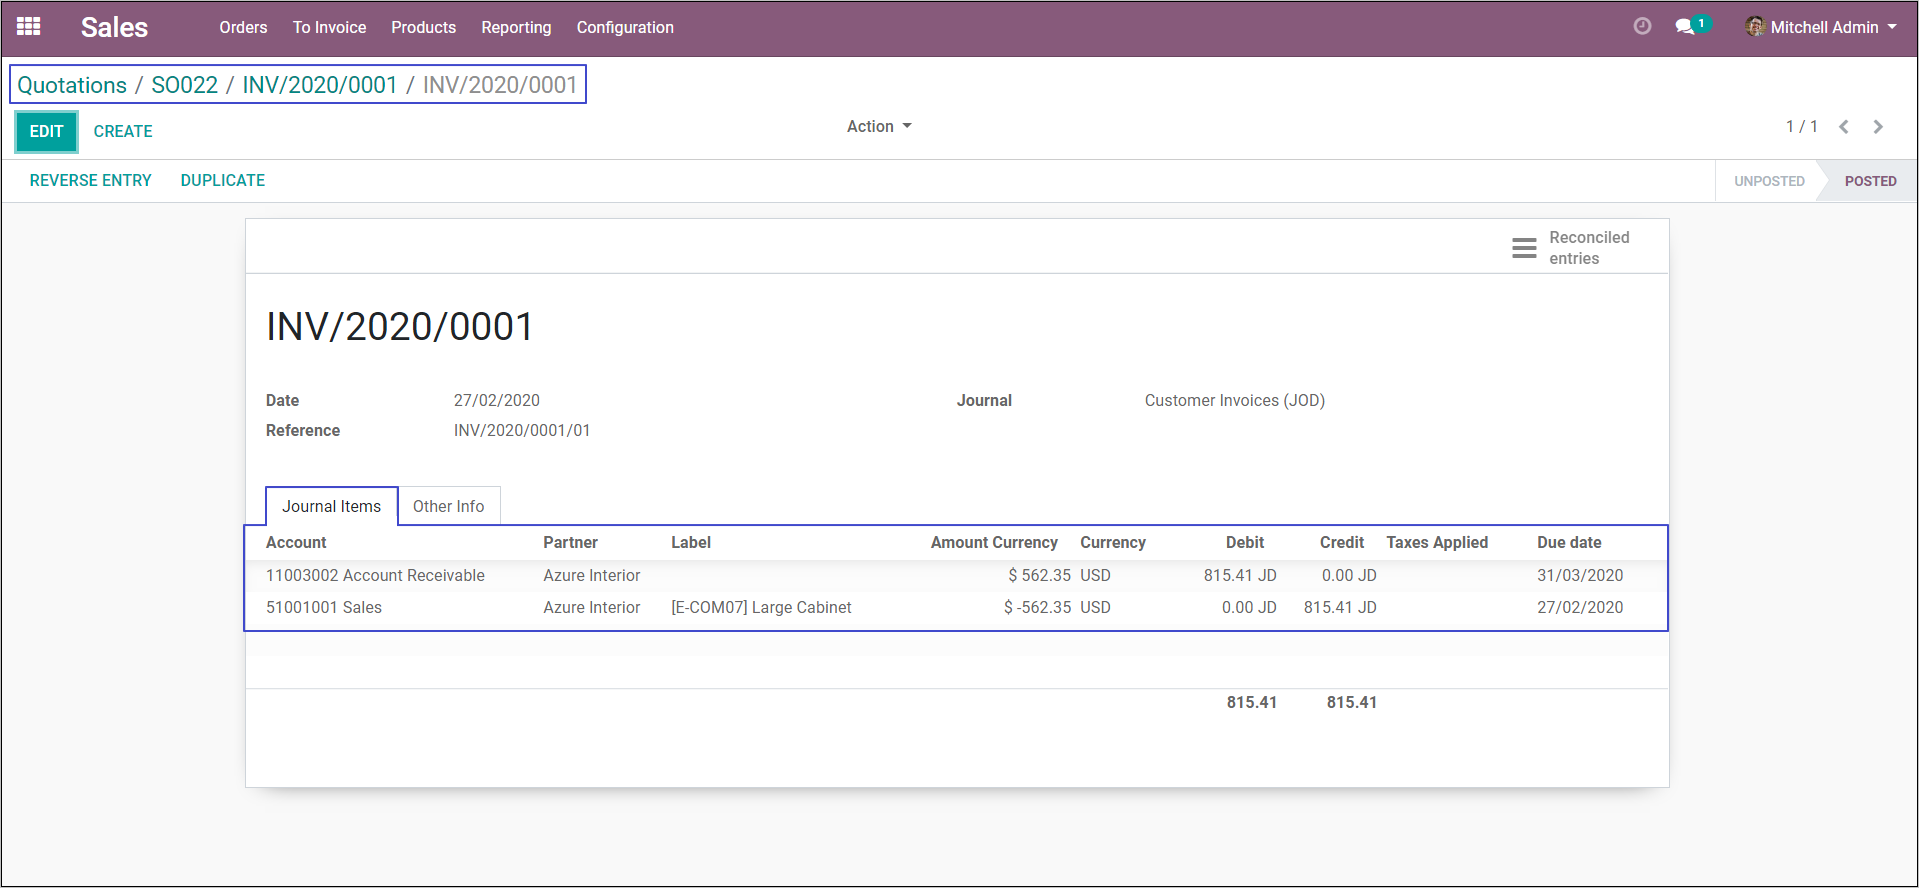 Sales Orders To Invoice Products Reporting Configuration 1 Mitchell Admin
Quotations / SO022 / INV/2020/0001 / INV/2020/0001
EDIT CREATE Action 1 / 1
REVERSE ENTRY DUPLICATE UNPOSTED POSTED
Reconciled
entries
INV/2020/0001
Date 27/02/2020 Journal Customer Invoices (JOD)
Reference INV/2020/0001/01
Journal Items Other Info
Account Partner Label Amount Currency Currency Debit Credit Taxes Applied Due date
11003002 Account Receivable Azure Interior $ 562.35 USD 815.41 JD 0.00 JD 31/03/2020
51001001 Sales Azure Interior [E-COM07] Large Cabinet $ -562.35 USD 0.00 JD 815.41 JD 27/02/2020
815.41 815.41